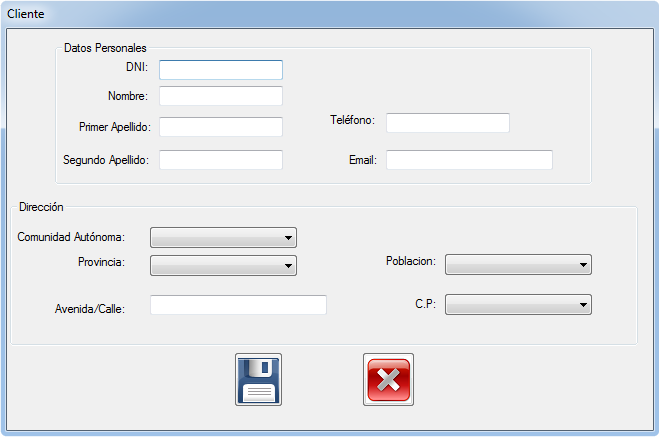 Cliente
Datos Personales
DNI:
Nombre:
Primer Apellido:
Teléfono:
Segundo Apellido:
Email:
Dirección
Comunidad Autónoma:
Provincia:
Poblacion:
Avenida/Calle:
C.P: